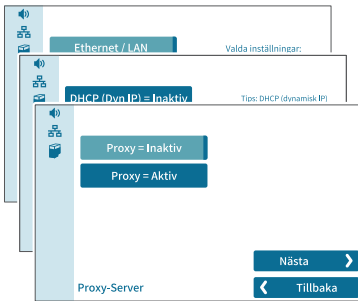 Ethernet / LAN
Valda inställningar:
DHCP (Dyn IP) = Inaktiv
Tips: DHCP (dynamisk IP)
Proxy = Inaktiv
Proxy = Aktiv
Nästa
Proxy-Server
Tillbaka